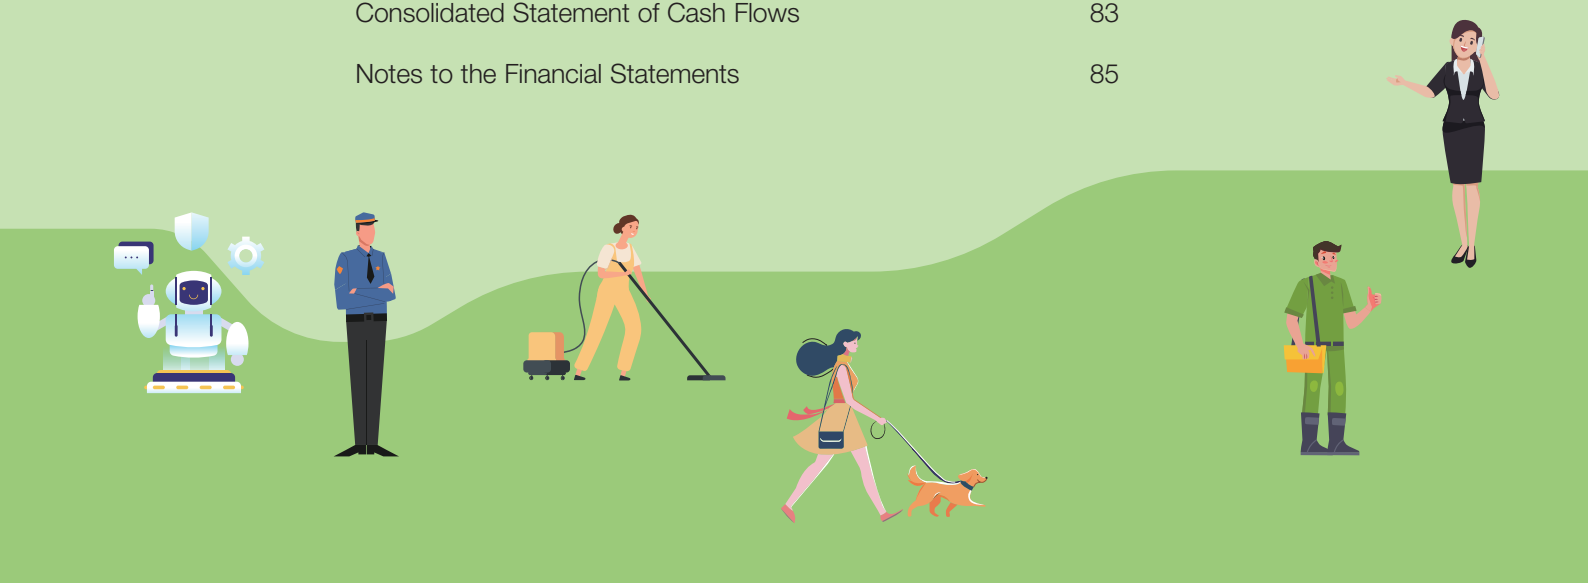 Consolidated Statement of Cash Flows 83
Notes to the Financial Statements 85